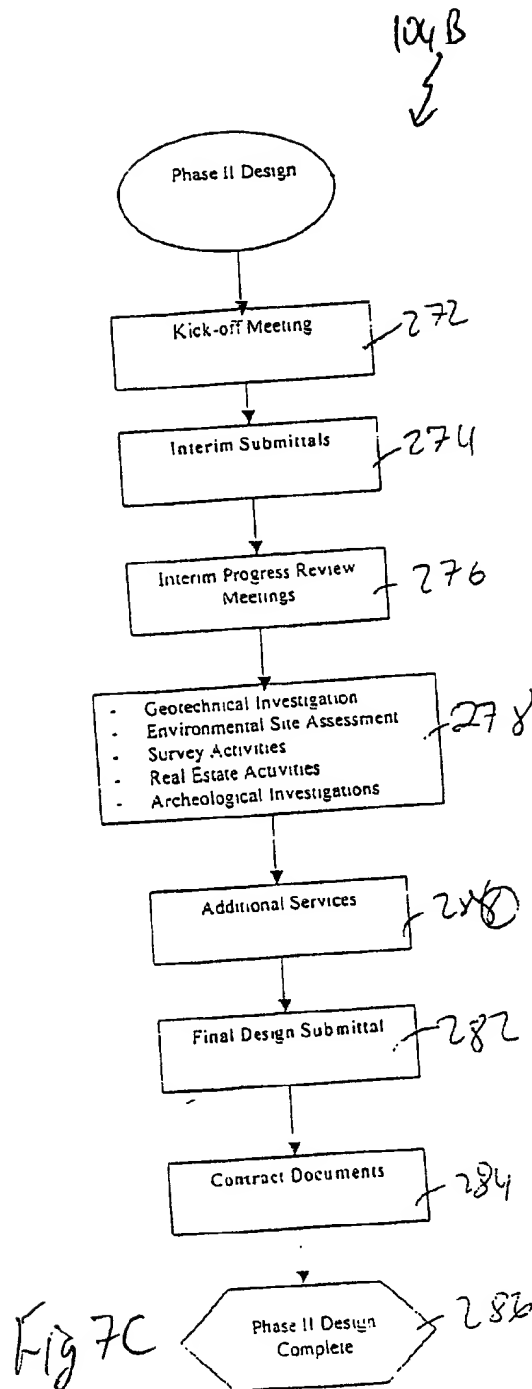 104B
Phase II Design
Kick-off Meeting
272
Interim Submittals
274
Interim Progress Review
Meetings
276
- Geotechnical Investigation
- Environmental Site Assessment
- Survey Activities
- Real Estate Activities
- Archeological Investigations
278
Additional Services
Final Design Submittal
282
Contract Documents
284
Phase II Design
Complete
286
Fig 7C